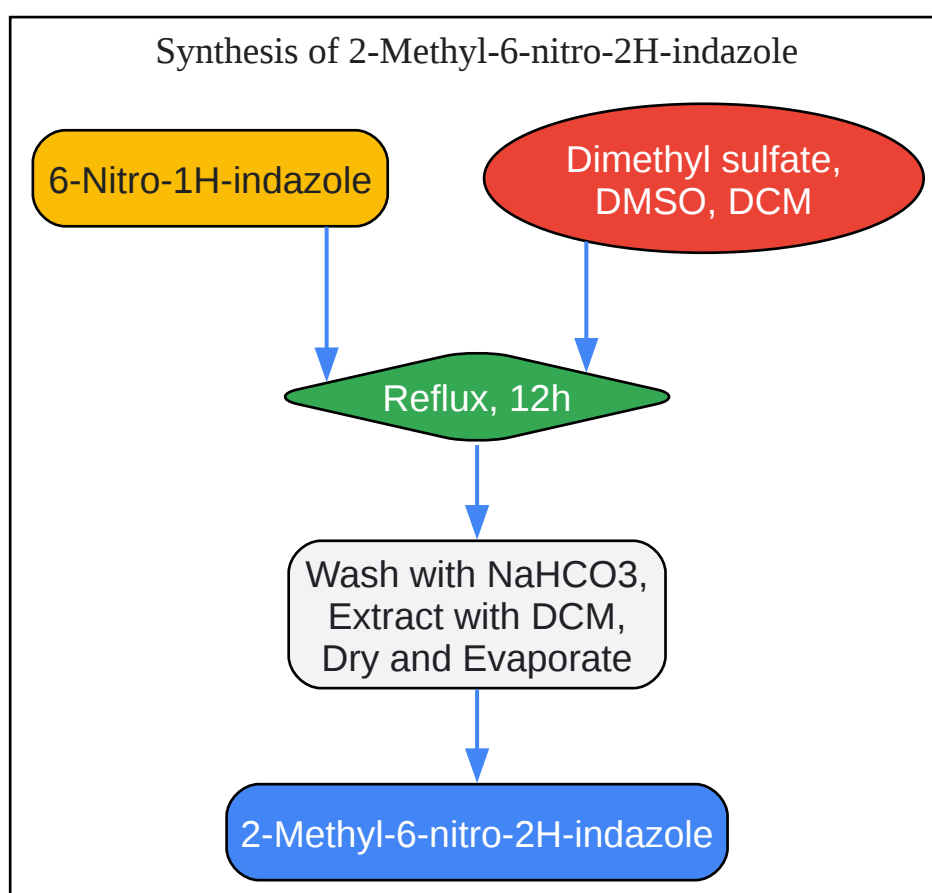 Synthesis of 2-Methyl-6-nitro-2H-indazole
6-Nitro-1H-indazole
Dimethyl sulfate,
DMSO, DCM
Reflux, 12h
Wash with NaHCO3,
Extract with DCM,
Dry and Evaporate
2-Methyl-6-nitro-2H-indazole